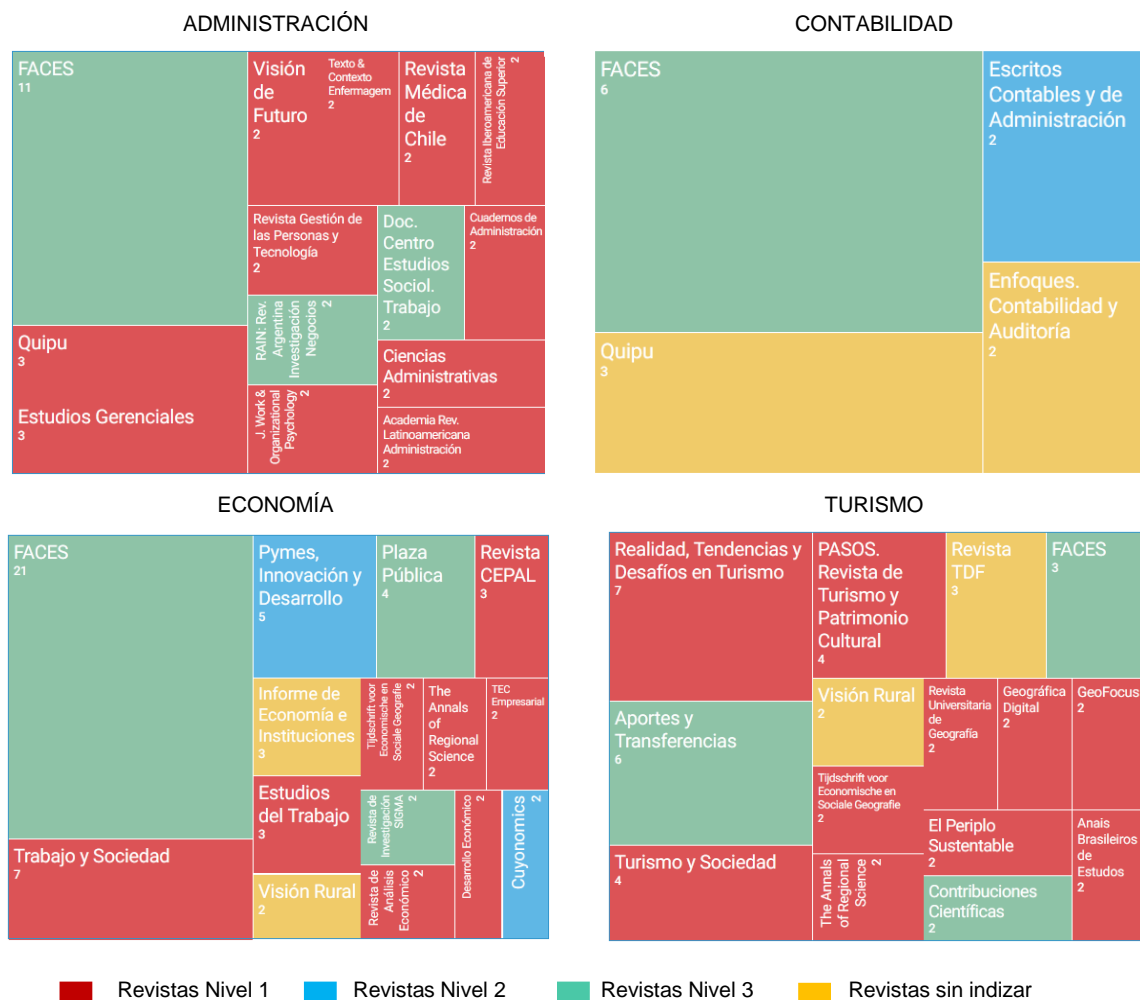 ADMINISTRACIÓN
FACES
11
Visión
de
Futuro
2
Texto &
Contexto
Enfermagem
2
Revista
Médica
de
Chile
2
Revista Iberoamericana de
Educación Superior
2
Revista Gestión de
las Personas y
Tecnología
2
Doc.
Centro
Estudios
Sociol.
Trabajo
2
Cuadernos de
Administración
2
RAIN: Rev.
Argentina
Investigación
Negocios
2
Quipu
3
Estudios Gerenciales
3
J. Work &
Organizational
Psychology
2
Ciencias
Administrativas
2
Academia Rev.
Latinoamericana
Administración
2
CONTABILIDAD
FACES
6
Escritos
Contables y de
Administración
2
Quipu
3
Enfoques.
Contabilidad y
Auditoría
2
ECONOMÍA
FACES
21
Pymes,
Innovación y
Desarrollo
5
Plaza
Pública
4
Revista
CEPAL
3
Informe de
Economía e
Instituciones
3
Tijdschrift voor
Economische en
Sociale Geografie
2
The
Annals
of
Regional
Science
2
TEC
Empresarial
2
Estudios
del Trabajo
3
Revista de
Investigación
SIGMA
2
Desarrollo Económico
2
Cuyonomics
2
Trabajo y Sociedad
7
Visión Rural
2
Revista de
Análisis
Económico
2
TURISMO
Realidad, Tendencias y
Desafíos en Turismo
7
PASOS.
Revista de
Turismo y
Patrimonio
Cultural
4
Revista
TDF
3
FACES
3
Aportes y
Transferencias
6
Visión Rural
2
Revista
Universitaria
de
Geografía
2
Geográfica
Digital
2
GeoFocus
2
Tijdschrift voor
Economische en
Sociale Geografie
2
El Periplo
Sustentable
2
Anais
Brasileiros
de
Estudos
2
Turismo y Sociedad
4
The Annals
of Regional
Science
2
Contribuciones
Científicas
2
Revistas Nivel 1
Revistas Nivel 2
Revistas Nivel 3
Revistas sin indizar